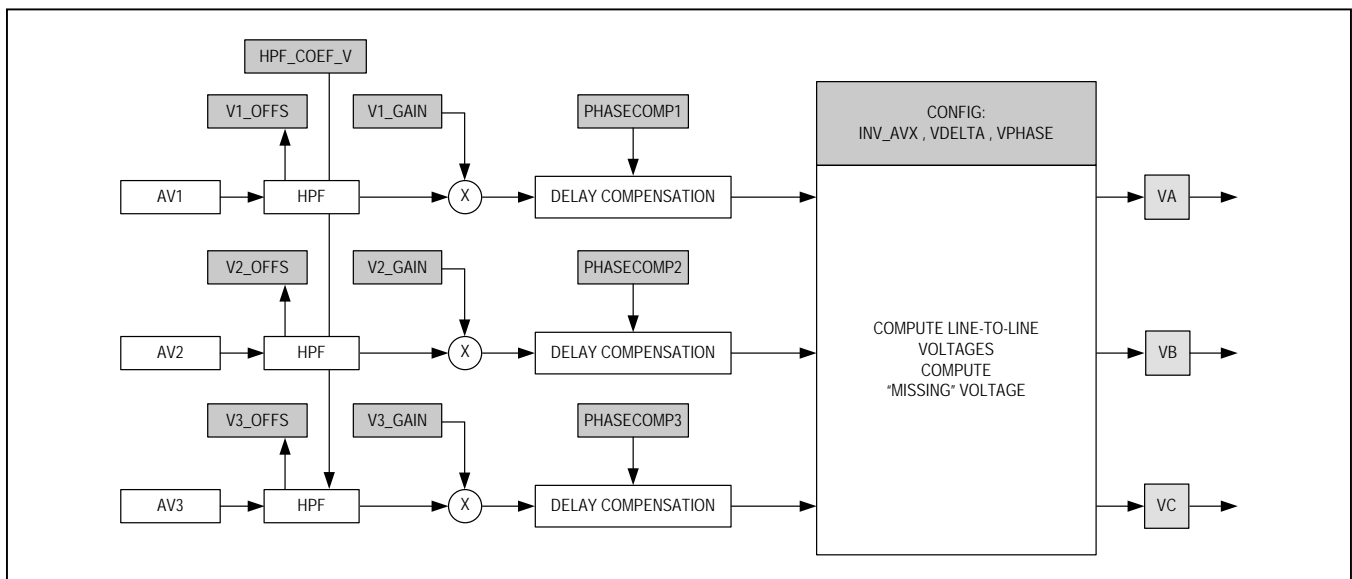 HPF_COEF_V
V1_OFFS
V1_GAIN
PHASECOMP1
CONFIG:
INV_AVX , VDELTA , VPHASE
AV1
HPF
X
DELAY COMPENSATION
VA
V2_OFFS
V2_GAIN
PHASECOMP2
AV2
HPF
X
DELAY COMPENSATION
COMPUTE LINE-TO-LINE
VOLTAGES
COMPUTE
"MISSING" VOLTAGE
VB
V3_OFFS
V3_GAIN
PHASECOMP3
AV3
HPF
X
DELAY COMPENSATION
VC